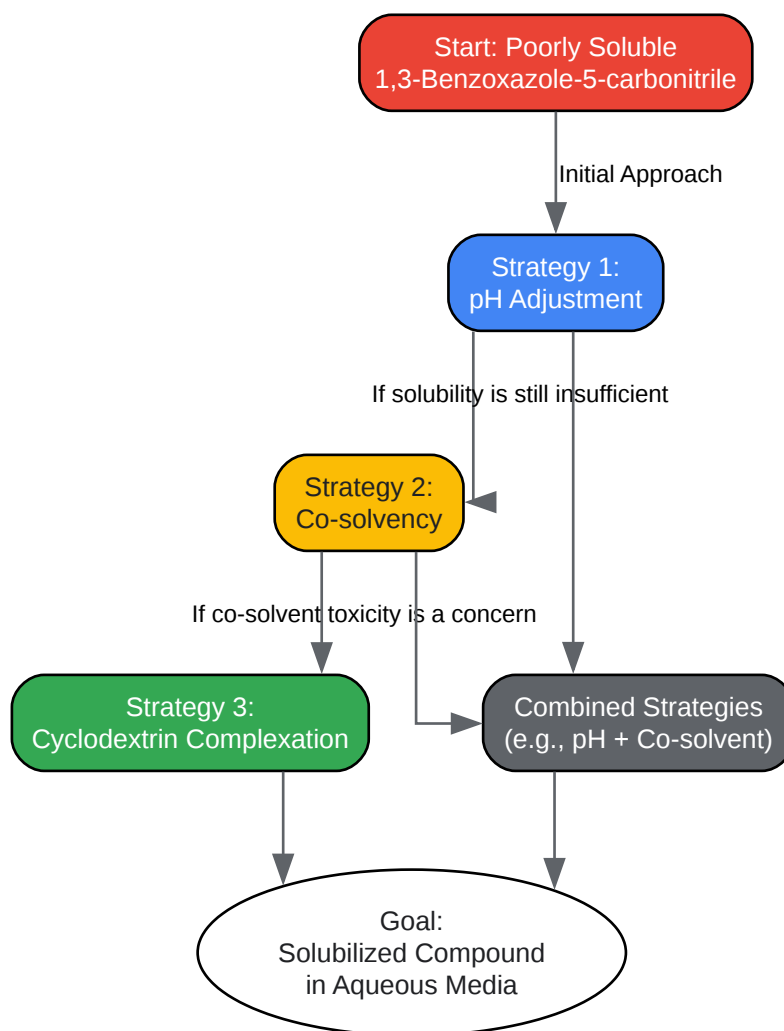 Start: Poorly Soluble
1,3-Benzoxazole-5-carbonitrile
Initial Approach
Strategy 1:
pH Adjustment
If solubility is still insufficient
Strategy 2:
Co-solvency
If co-solvent toxicity is a concern
Strategy 3:
Cyclodextrin Complexation
Combined Strategies
(e.g., pH + Co-solvent)
Goal:
Solubilized Compound
in Aqueous Media